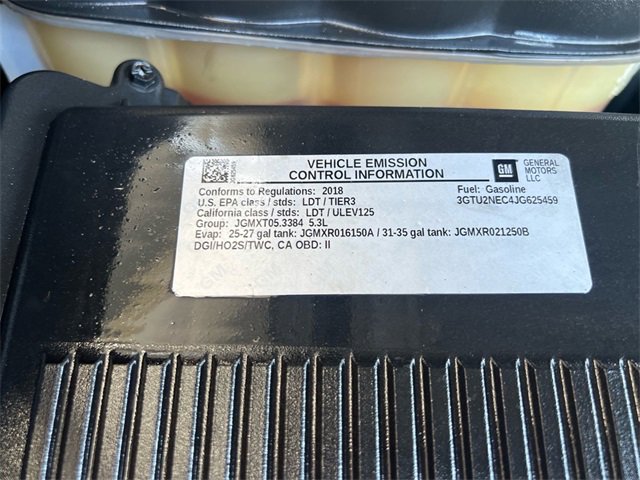 VEHICLE EMISSION
CONTROL INFORMATION
GM
GENERAL
MOTORS
LLC
Conforms to Regulations: 2018
Fuel: Gasoline
U.S. EPA class / stds: LDT / TIER3
3GTU2NEC4JG625459
California class / stds: LDT / ULEV125
Group: JGMXT05.3384 5.3L
Evap: 25-27 gal tank: JGMXR016150A / 31-35 gal tank: JGMXR021250B
DGI/HO2S/TWC, CA OBD: II